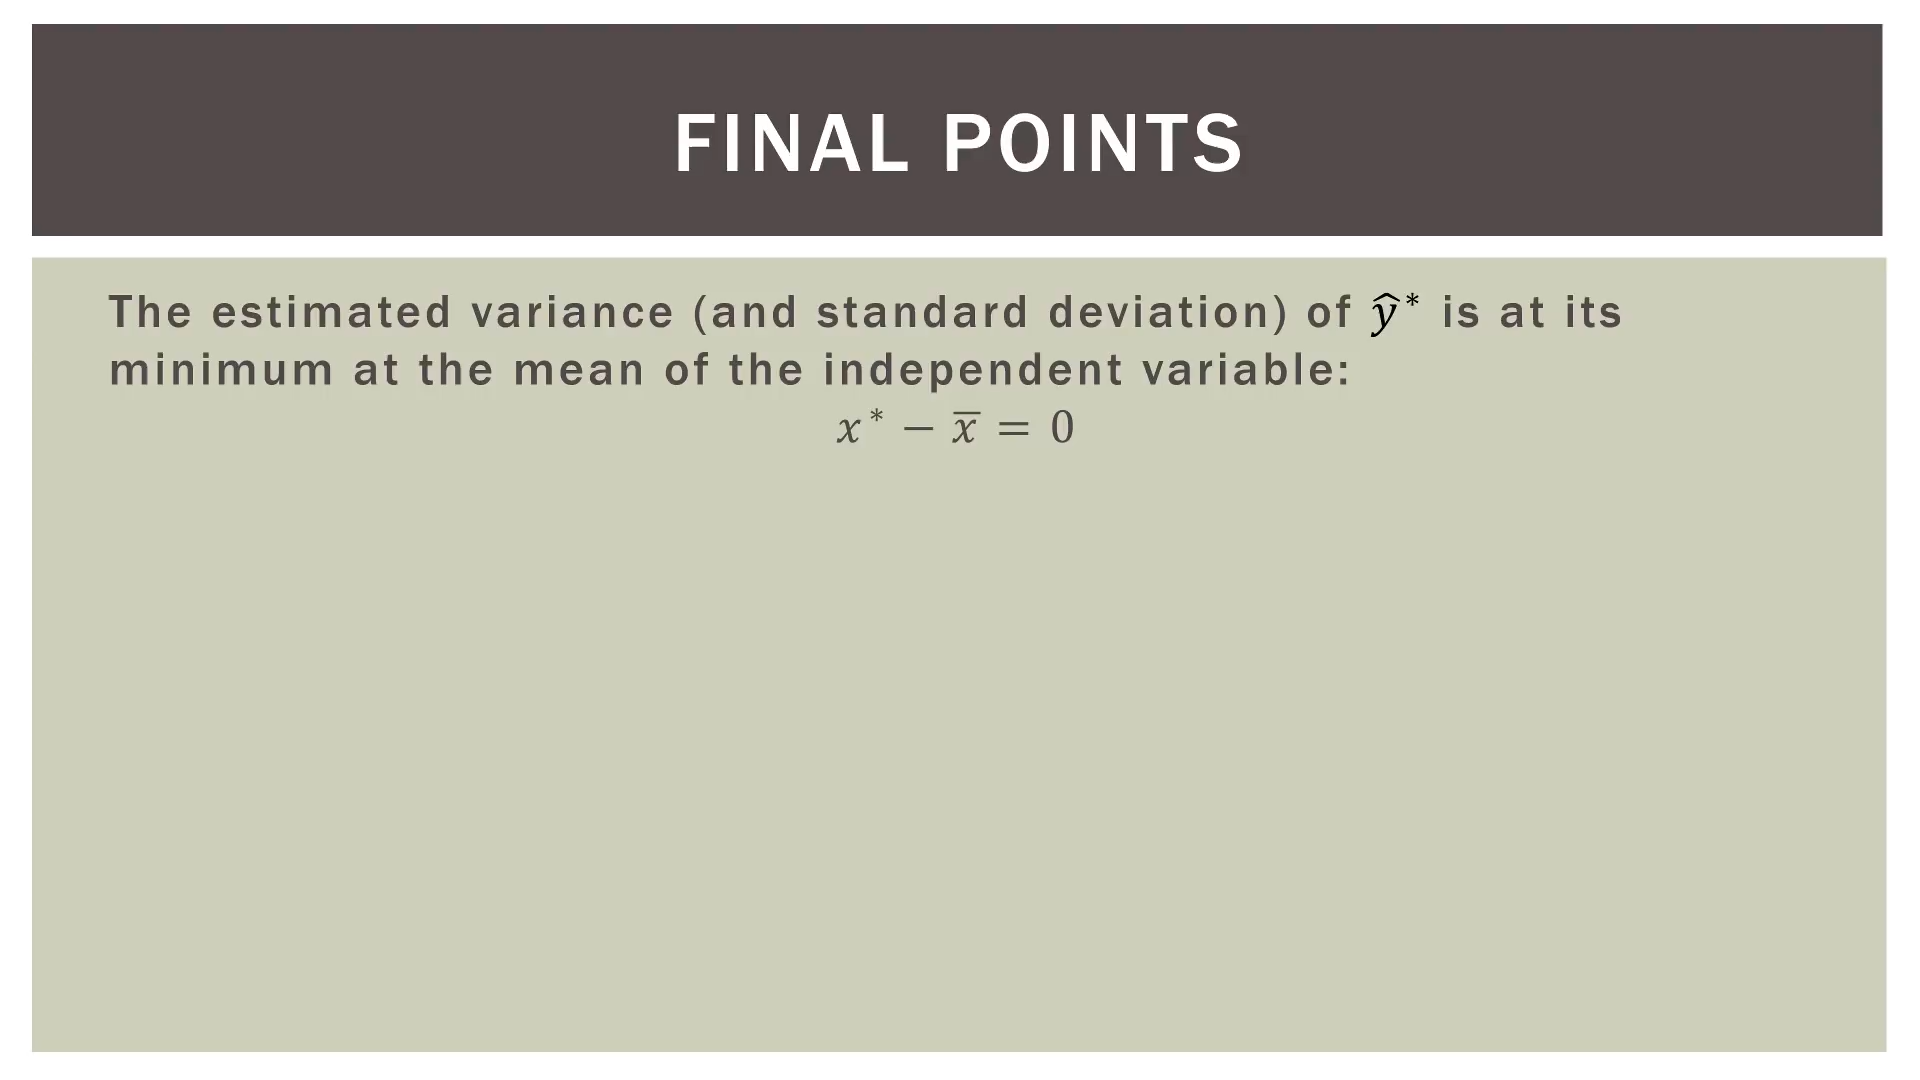 FINAL POINTS
The estimated variance (and standard deviation) of ŷ* is at its
minimum at the mean of the independent variable:
x* − x̅ = 0